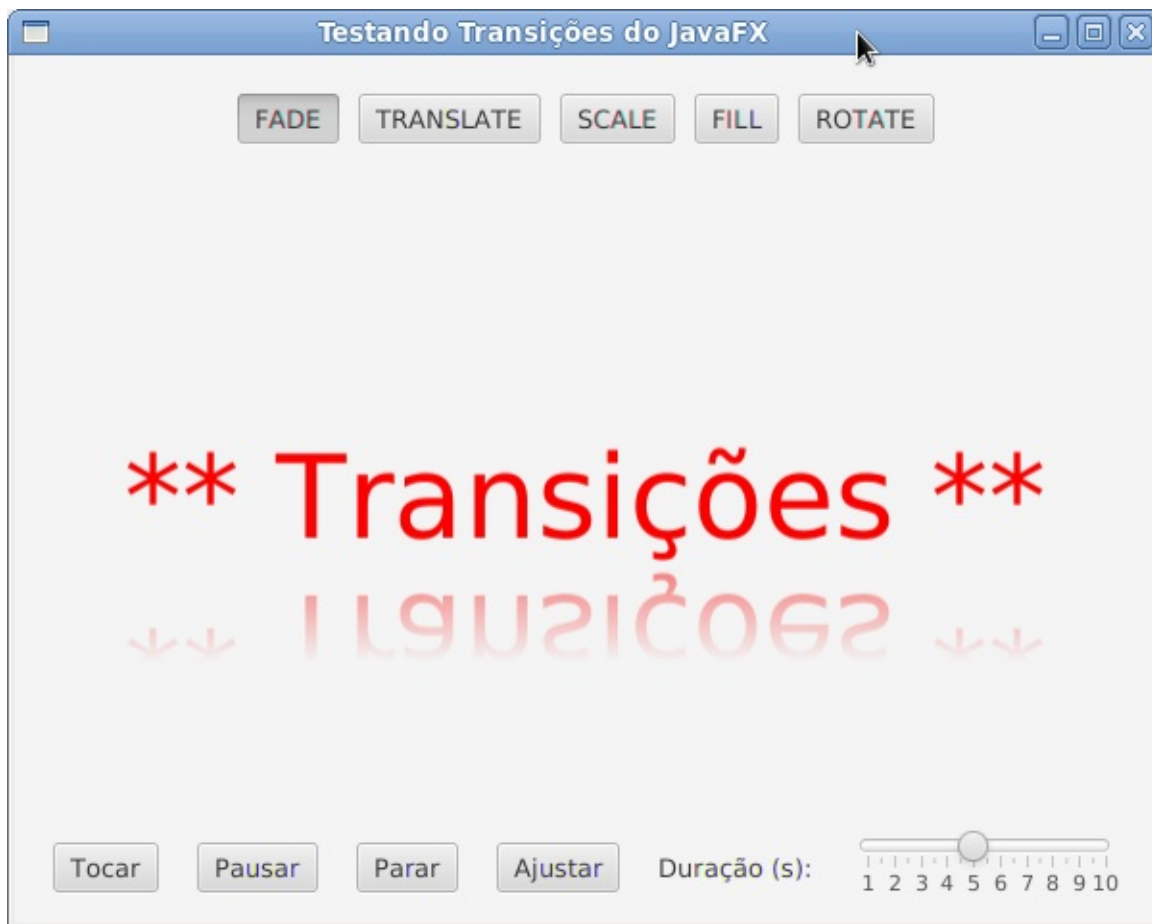 Testando Transições do JavaFX
FADE TRANSLATE SCALE FILL ROTATE
** Transições **
Tocar Pausar Parar Ajustar Duração (s):
1 2 3 4 5 6 7 8 9 10